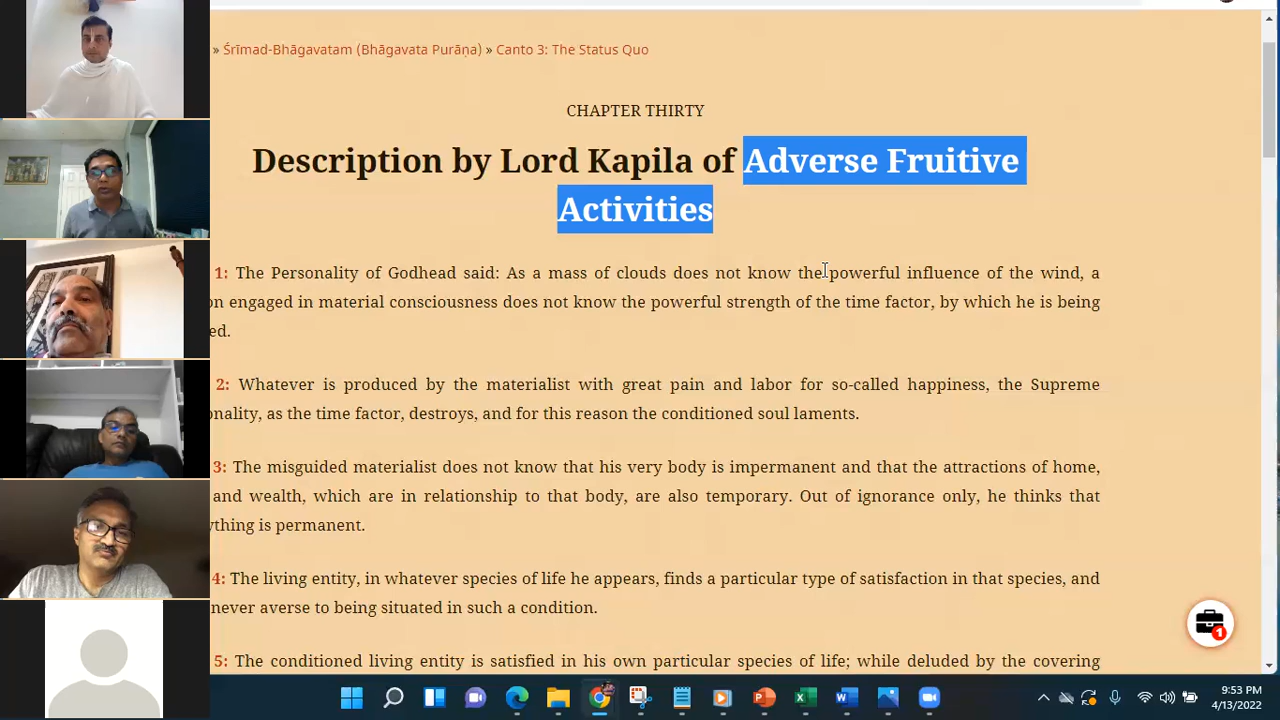 » Śrīmad-Bhāgavatam (Bhāgavata Purāṇa) » Canto 3: The Status Quo
CHAPTER THIRTY
Description by Lord Kapila of Adverse Fruitive
Activities
1: The Personality of Godhead said: As a mass of clouds does not know the powerful influence of the wind, a
on engaged in material consciousness does not know the powerful strength of the time factor, by which he is being
ed.
2: Whatever is produced by the materialist with great pain and labor for so-called happiness, the Supreme
onality, as the time factor, destroys, and for this reason the conditioned soul laments.
3: The misguided materialist does not know that his very body is impermanent and that the attractions of home,
and wealth, which are in relationship to that body, are also temporary. Out of ignorance only, he thinks that
ything is permanent.
4: The living entity, in whatever species of life he appears, finds a particular type of satisfaction in that species, and
never averse to being situated in such a condition.
5: The conditioned living entity is satisfied in his own particular species of life; while deluded by the covering
1
9:53 PM
4/13/2022